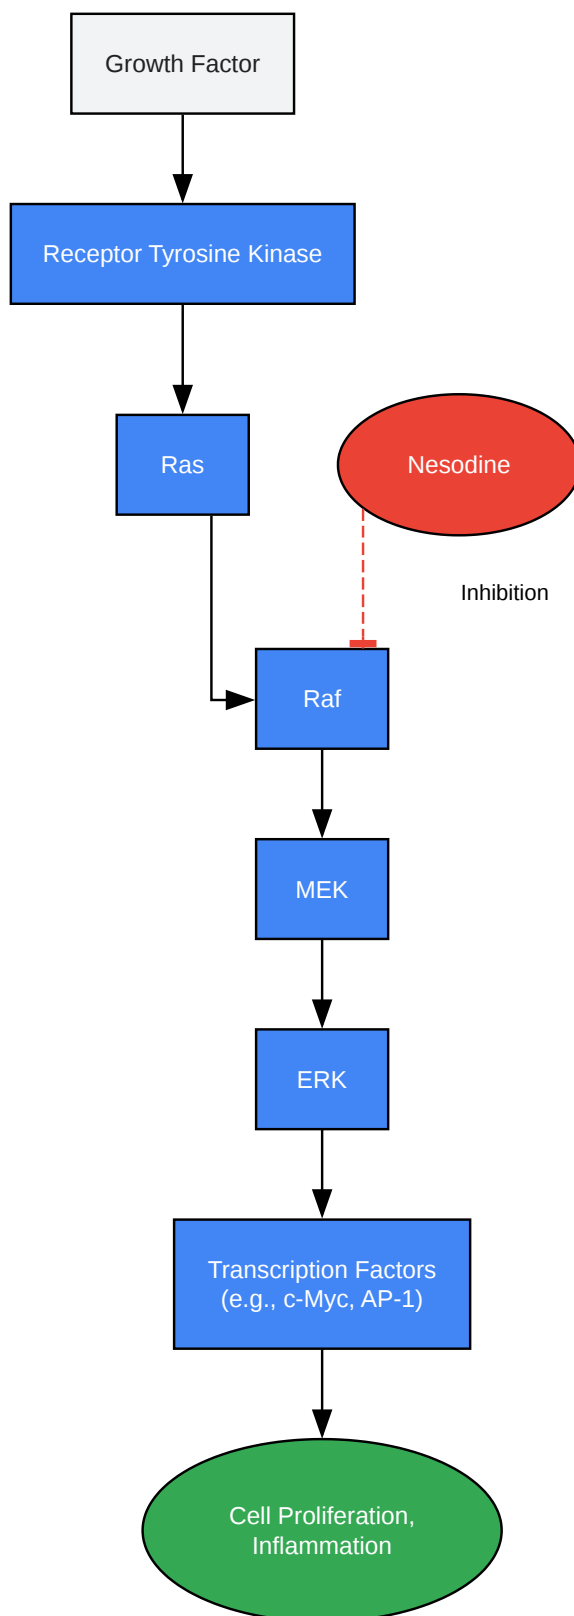 Growth Factor
Receptor Tyrosine Kinase
Ras
Nesodine
Inhibition
Raf
MEK
ERK
Transcription Factors
(e.g., c-Myc, AP-1)
Cell Proliferation,
Inflammation